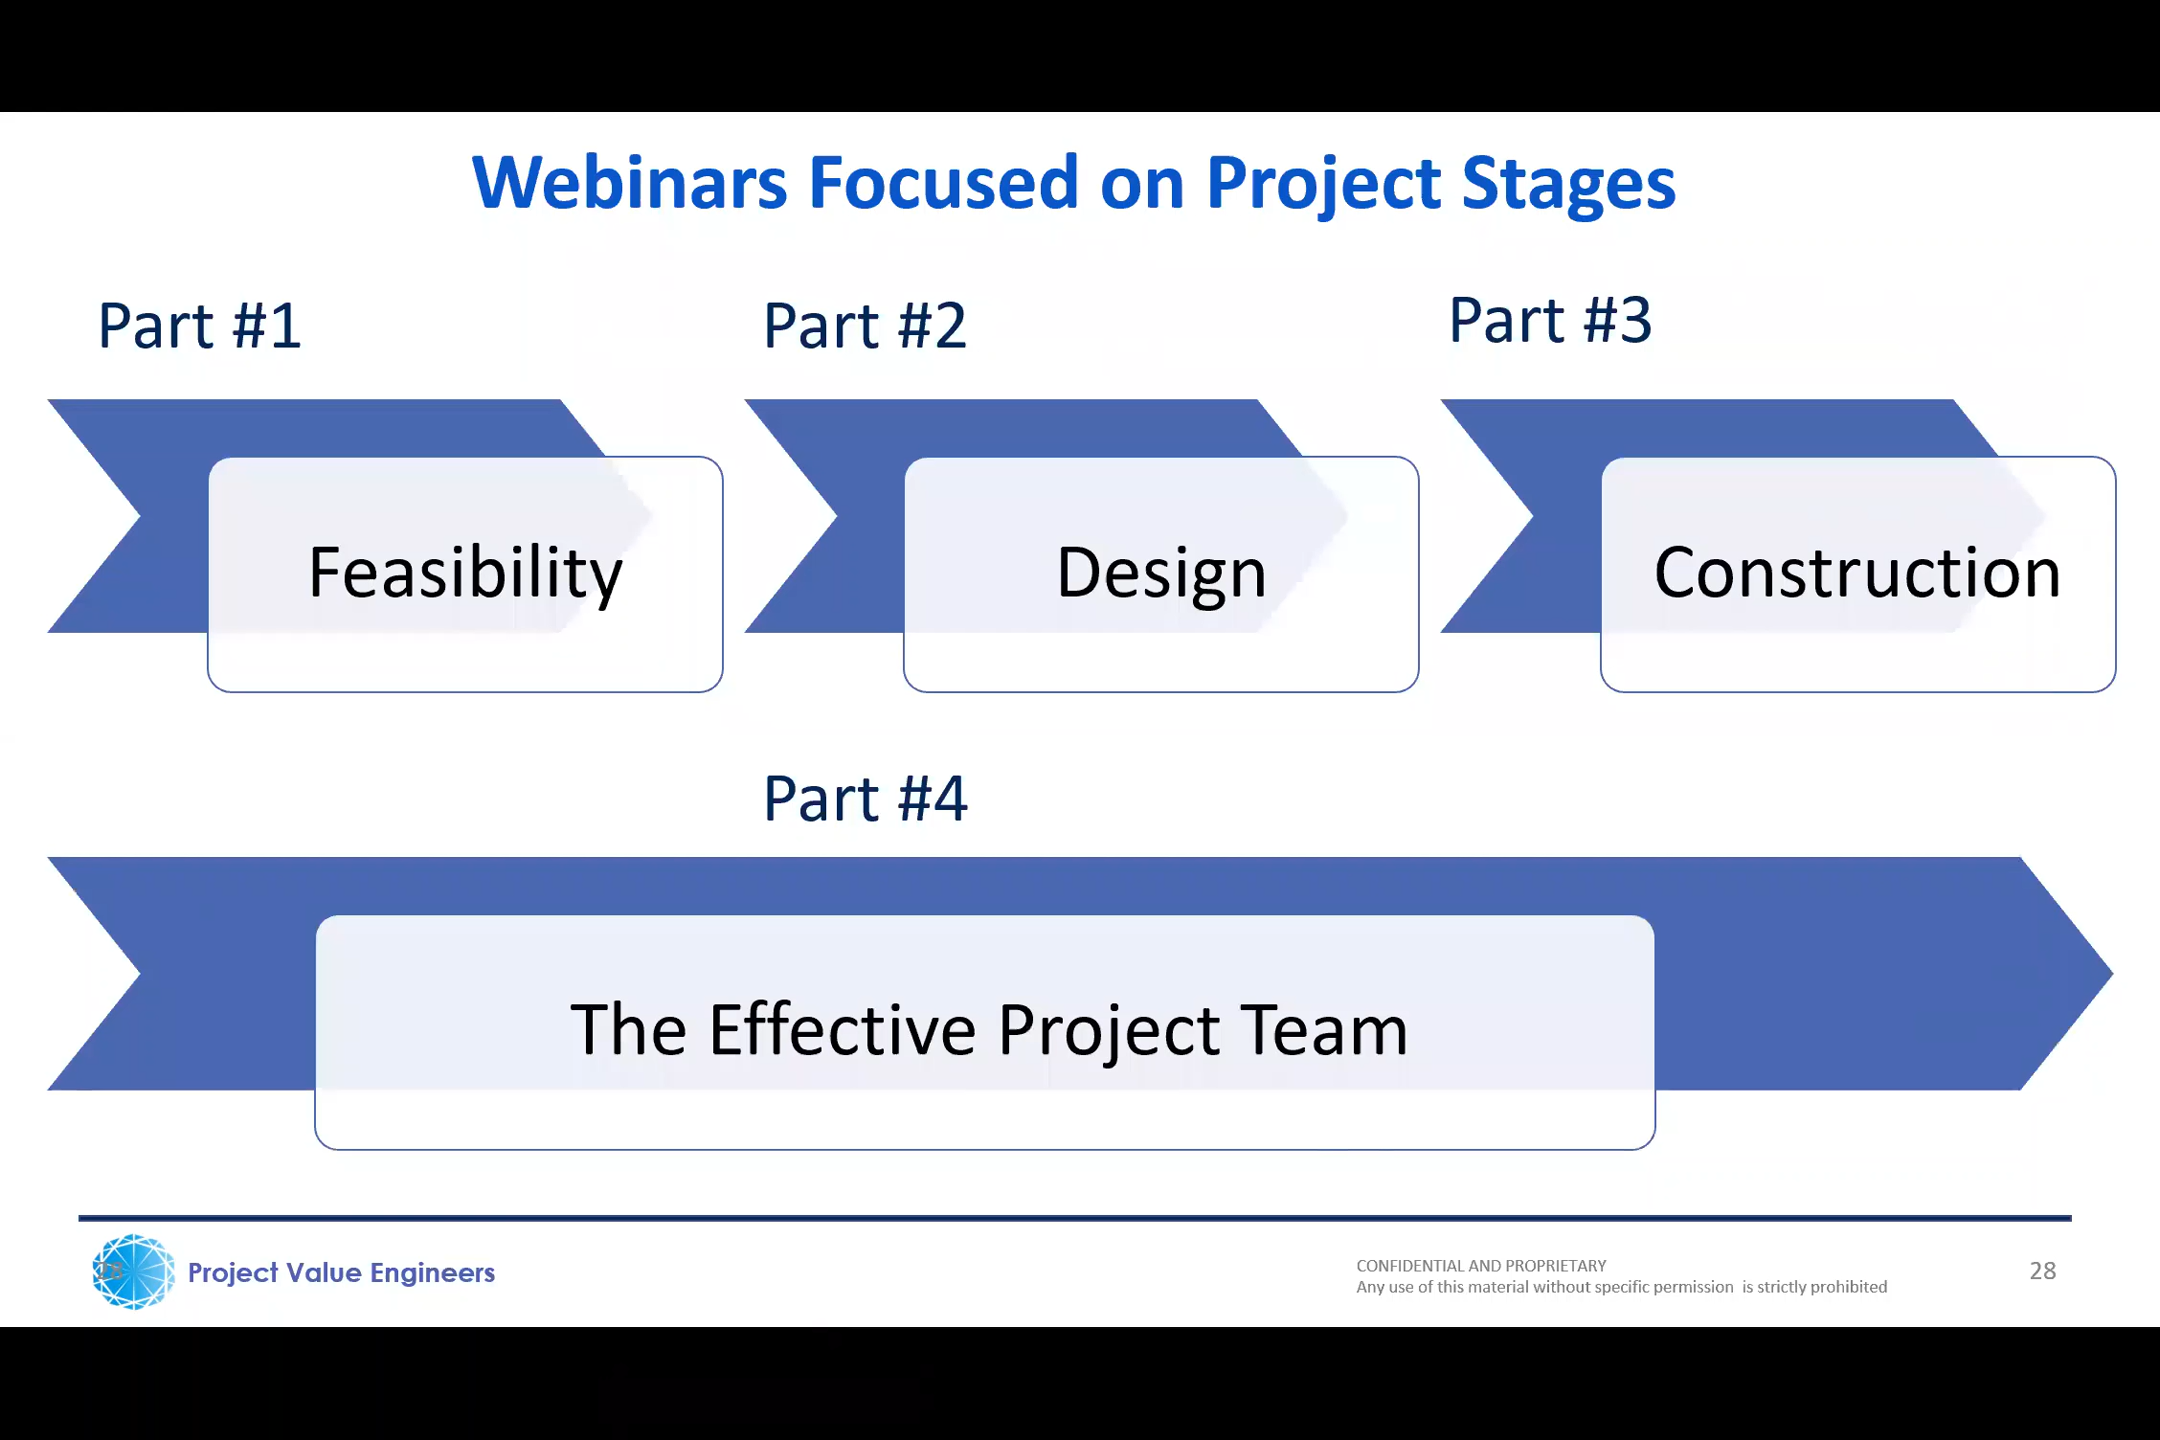 Webinars Focused on Project Stages
Part #1
Part #2
Part #3
Feasibility
Design
Construction
Part #4
The Effective Project Team
28
Project Value Engineers
CONFIDENTIAL AND PROPRIETARY
Any use of this material without specific permission is strictly prohibited
28